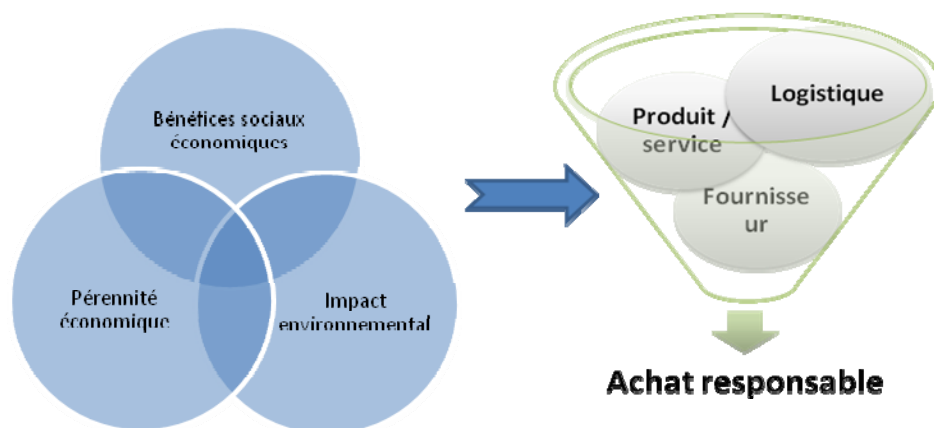 Bénéfices sociaux
économiques
Pérennité
économique
Impact
environnemental
Logistique
Produit /
service
Fournisse
ur
Achat responsable